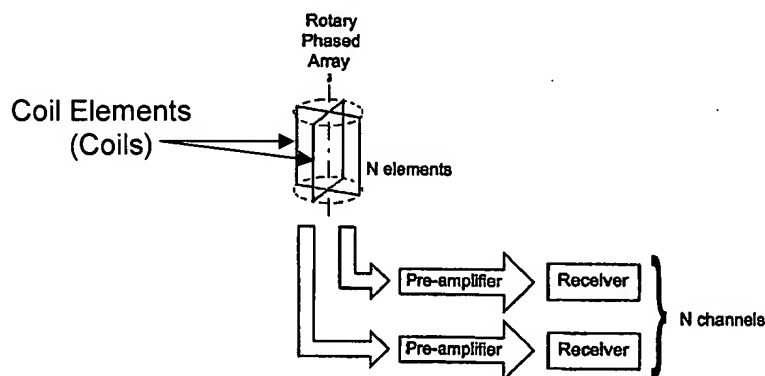 Rotary
Phased
Array
Coil Elements
(Coils)
N elements
Pre-amplifier
Receiver
N channels
Pre-amplifier
Receiver